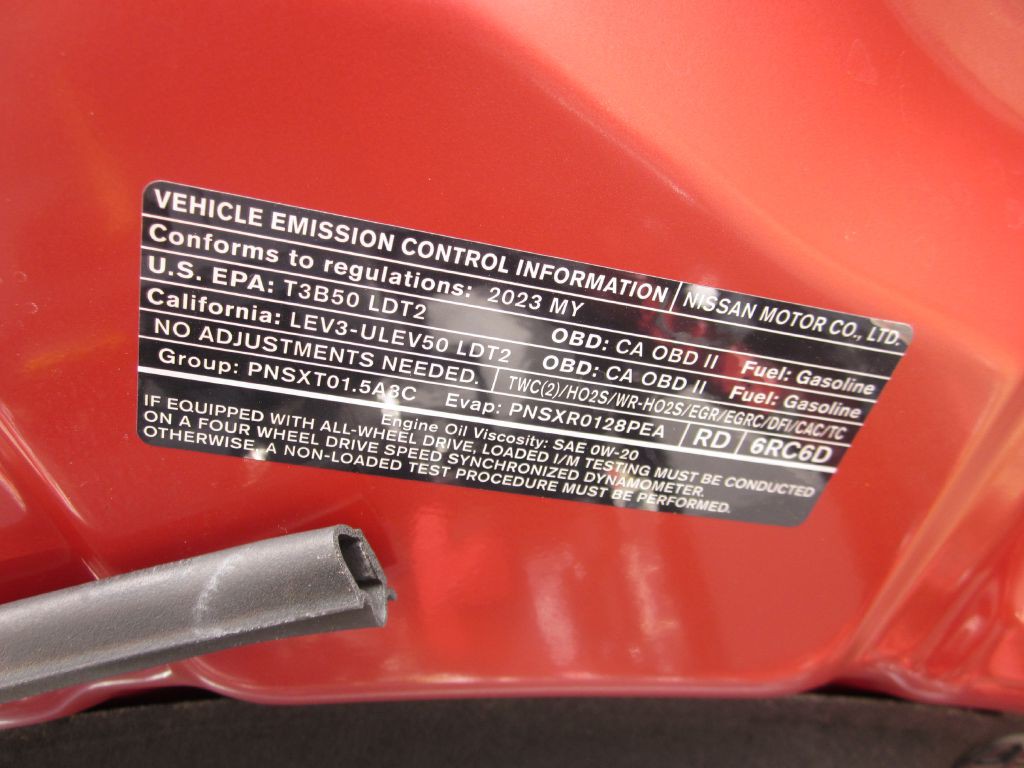 VEHICLE EMISSION CONTROL INFORMATION NISSAN MOTOR CO., LTD.
Conforms to regulations: 2023 MY
U.S. EPA: T3B50 LDT2 OBD: CA OBD II Fuel: Gasoline
California: LEV3-ULEV50 LDT2 OBD: CA OBD II Fuel: Gasoline
NO ADJUSTMENTS NEEDED. TWC(2)/HO2S/WR-HO2S/EGR/EGRC/DFI/CAC/TC
Group: PNSXT01.5A8C Evap: PNSXR0128PEA RD 6RC6D
Engine Oil Viscosity: SAE 0W-20
IF EQUIPPED WITH ALL-WHEEL DRIVE, LOADED I/M TESTING MUST BE CONDUCTED
ON A FOUR WHEEL DRIVE SPEED SYNCHRONIZED DYNAMOMETER.
OTHERWISE, A NON-LOADED TEST PROCEDURE MUST BE PERFORMED.